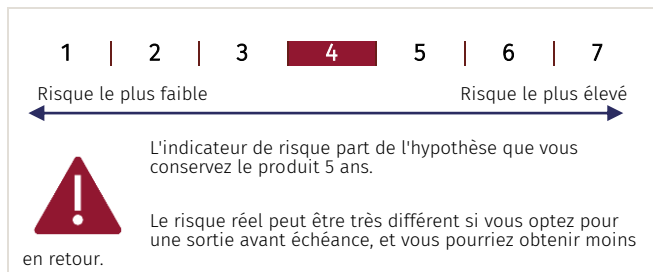 1 | 2 | 3 | 4 | 5 | 6 | 7
Risque le plus faible Risque le plus élevé
L'indicateur de risque part de l'hypothèse que vous
conservez le produit 5 ans.
Le risque réel peut être très différent si vous optez pour
une sortie avant échéance, et vous pourriez obtenir moins
en retour.